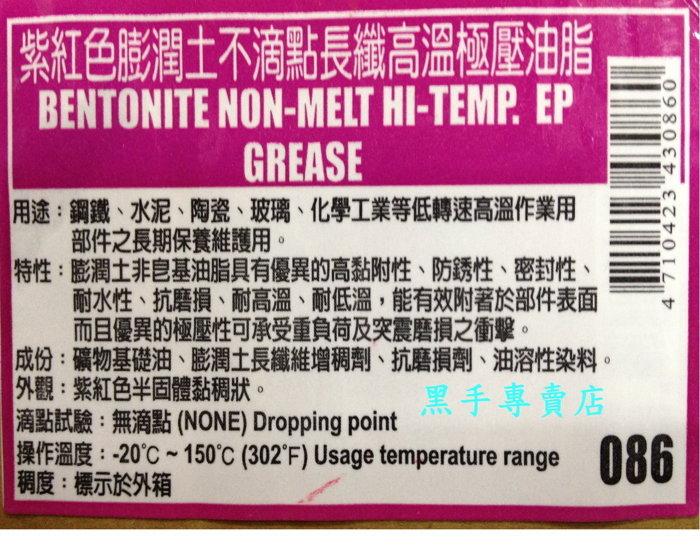 紫紅色膨潤土不滴點長纖高溫極壓油脂
BENTONITE NON-MELT HI-TEMP. EP
GREASE
用途：鋼鐵、水泥、陶瓷、玻璃、化學工業等低轉速高溫作業用
部件之長期保養維護用。
特性：膨潤土非皂基油脂具有優異的高黏附性、防銹性、密封性、
耐水性、抗磨損、耐高溫、耐低溫，能有效附著於部件表面
而且優異的極壓性可承受重負荷及突震磨損之衝擊。
成份：礦物基礎油、膨潤土長纖維增稠劑、抗磨損劑、油溶性染料。
外觀：紫紅色半固體黏稠狀。
滴點試驗：無滴點 (NONE) Dropping point
操作溫度：-20℃ ~ 150℃ (302℉) Usage temperature range
稠度：標示於外箱
4 710423 430860
黑手專賣店
086